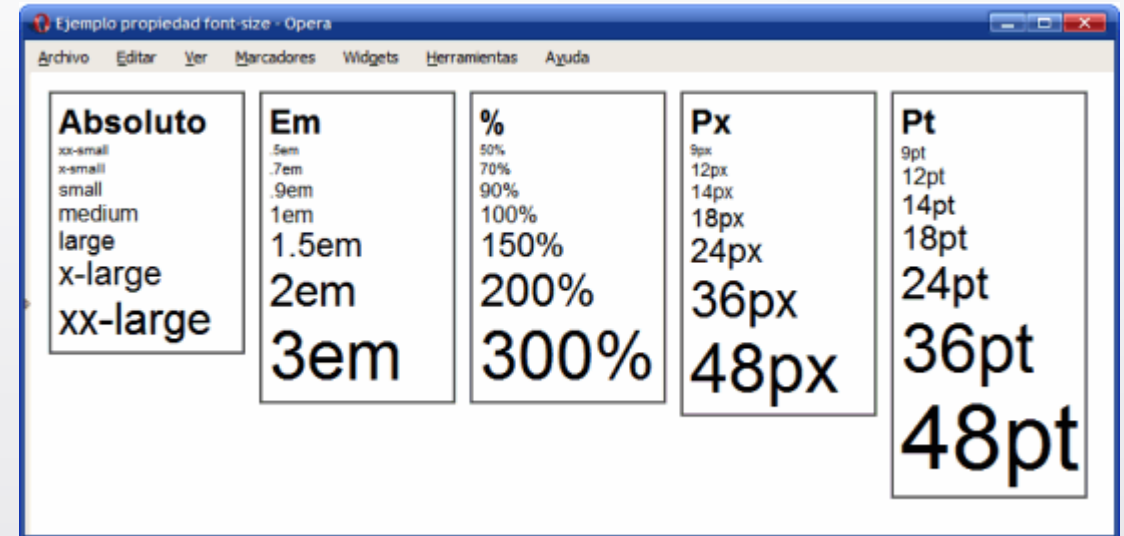 Ejemplo propiedad font-size - Opera
Archivo Editar Ver Marcadores Widgets Herramientas Ayuda
Absoluto
xx-small
x-small
small
medium
large
x-large
xx-large
Em
.5em
.7em
.9em
1em
1.5em
2em
3em
%
50%
70%
90%
100%
150%
200%
300%
Px
9px
12px
14px
18px
24px
36px
48px
Pt
9pt
12pt
14pt
18pt
24pt
36pt
48pt